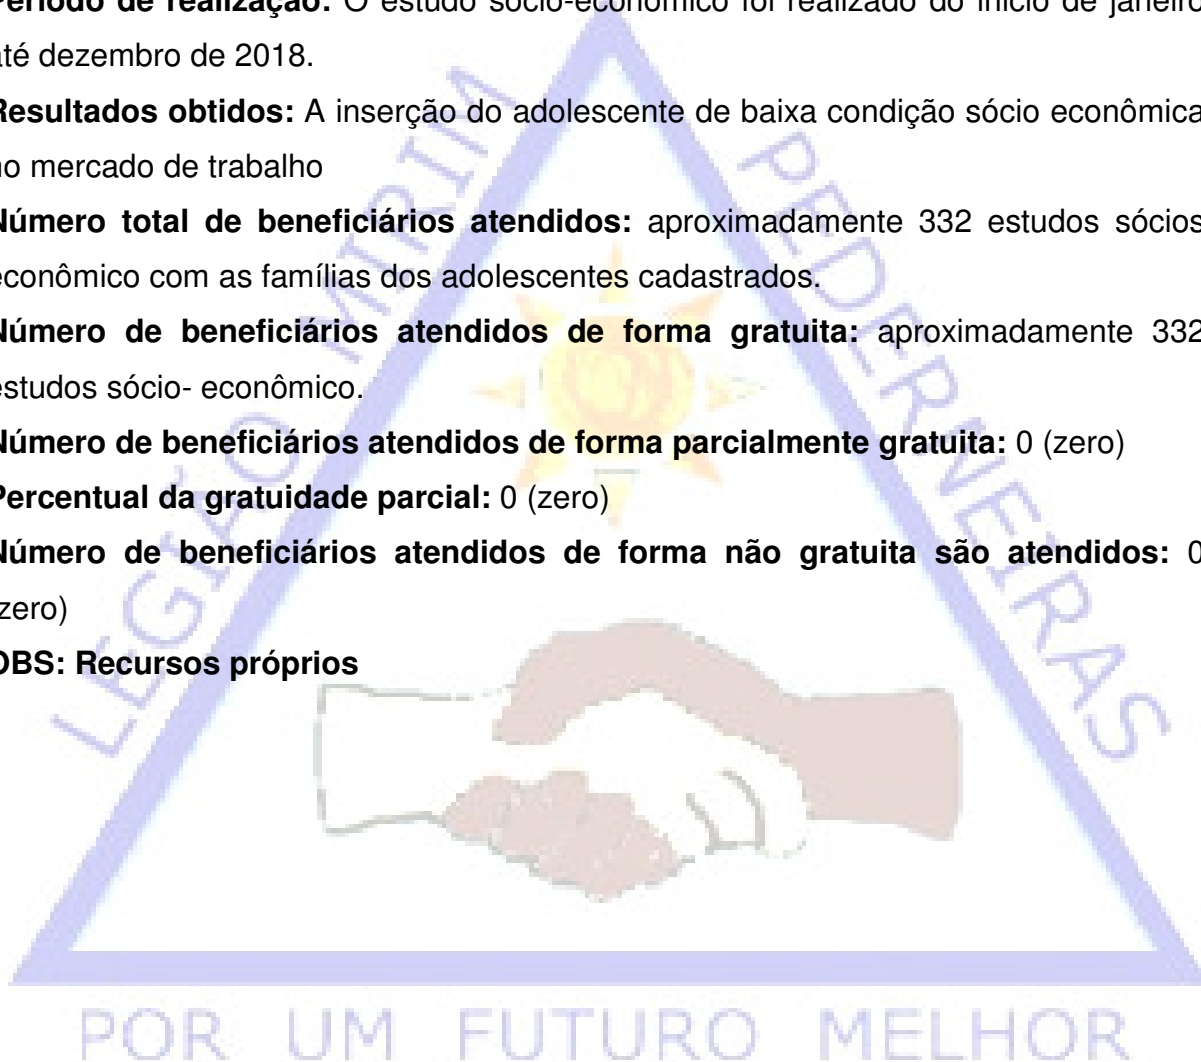 Período de realização: O estudo sócio-econômico foi realizado do início de janeiro
até dezembro de 2018.
Resultados obtidos: A inserção do adolescente de baixa condição sócio econômica
no mercado de trabalho
Número total de beneficiários atendidos: aproximadamente 332 estudos sócios
econômico com as famílias dos adolescentes cadastrados.
Número de beneficiários atendidos de forma gratuita: aproximadamente 332
estudos sócio- econômico.
Número de beneficiários atendidos de forma parcialmente gratuita: 0 (zero)
Percentual da gratuidade parcial: 0 (zero)
Número de beneficiários atendidos de forma não gratuita são atendidos: 0
(zero)
OBS: Recursos próprios
LEGIÃO MIRIM
PEDERNEIRAS
POR UM FUTURO MELHOR